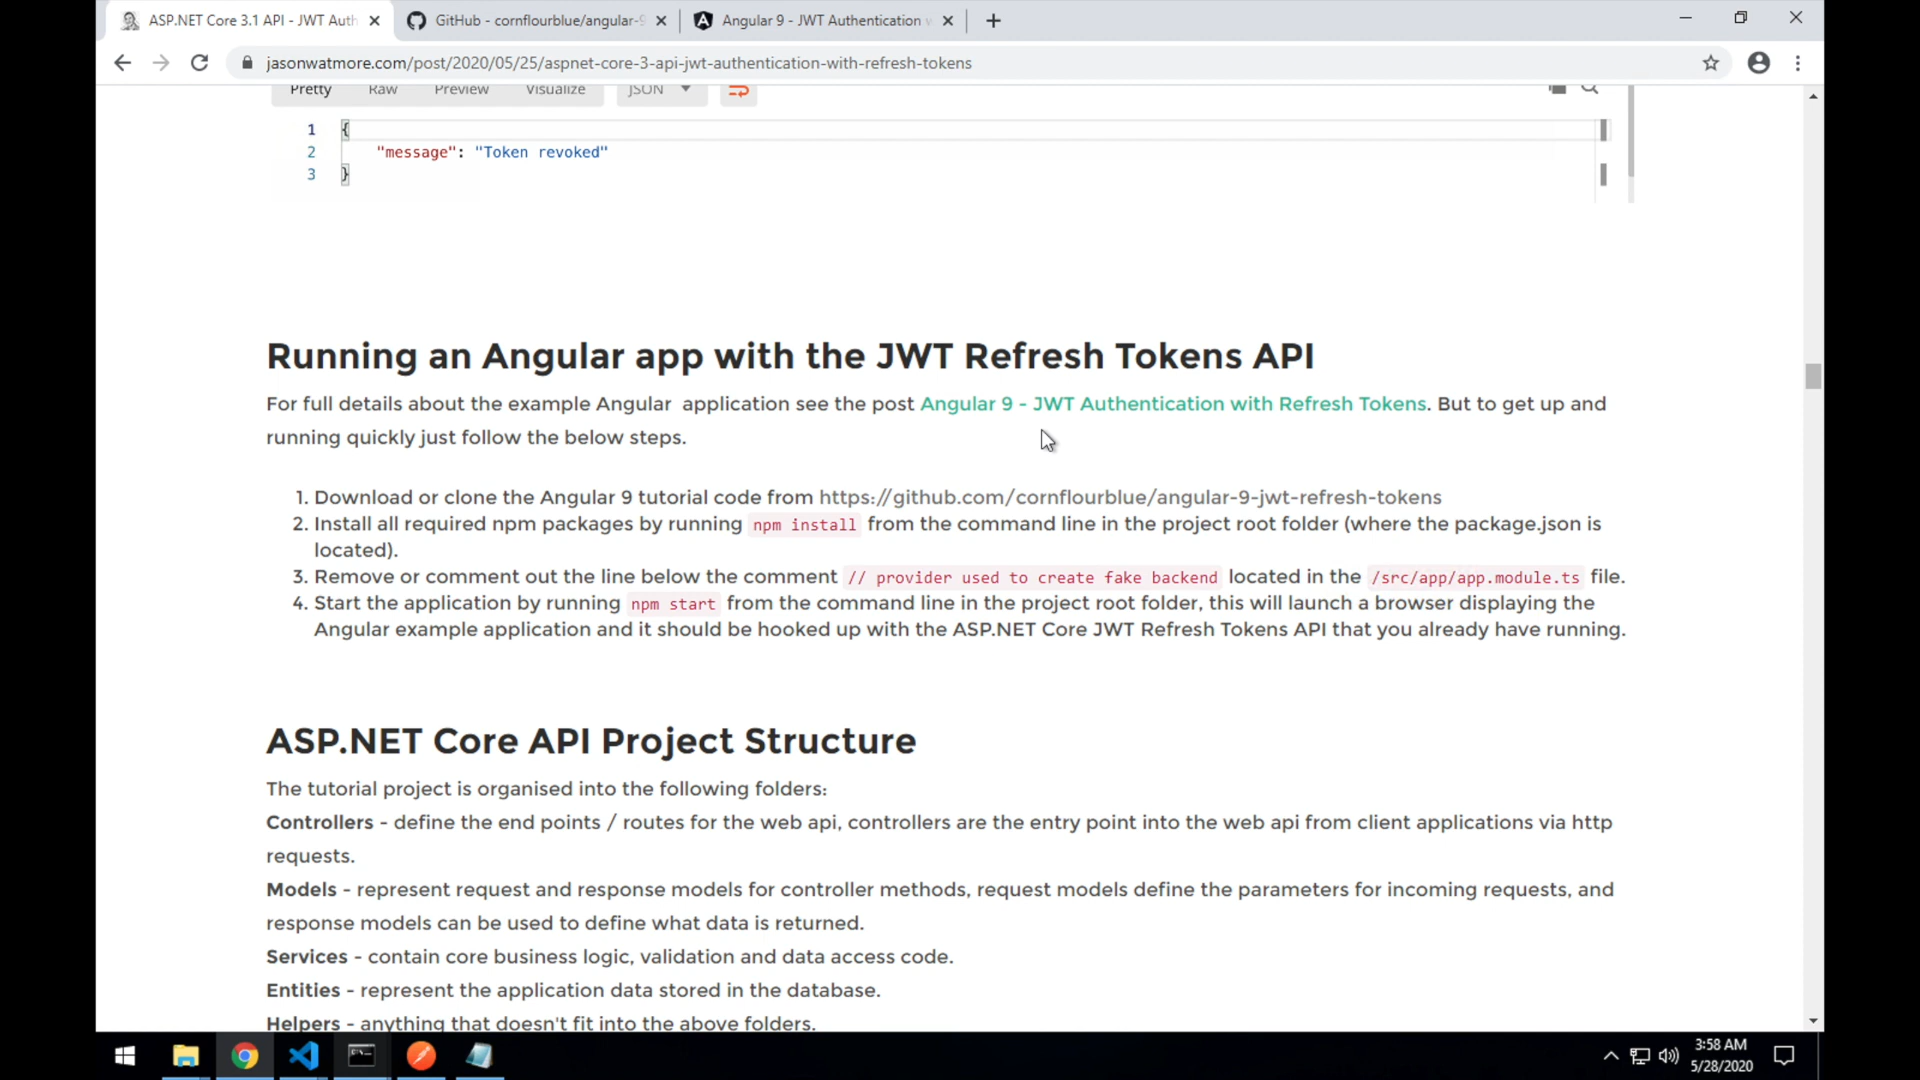 ASP.NET Core 3.1 API - JWT Auth
GitHub - cornflourblue/angular-9
Angular 9 - JWT Authentication w
jasonwatmore.com/post/2020/05/25/aspnet-core-3-api-jwt-authentication-with-refresh-tokens
Pretty Raw Preview Visualize JSON
1 {
2 "message": "Token revoked"
3 }
Running an Angular app with the JWT Refresh Tokens API
For full details about the example Angular application see the post Angular 9 - JWT Authentication with Refresh Tokens. But to get up and
running quickly just follow the below steps.
1. Download or clone the Angular 9 tutorial code from https://github.com/cornflourblue/angular-9-jwt-refresh-tokens
2. Install all required npm packages by running npm install from the command line in the project root folder (where the package.json is
located).
3. Remove or comment out the line below the comment // provider used to create fake backend located in the /src/app/app.module.ts file.
4. Start the application by running npm start from the command line in the project root folder, this will launch a browser displaying the
Angular example application and it should be hooked up with the ASP.NET Core JWT Refresh Tokens API that you already have running.
ASP.NET Core API Project Structure
The tutorial project is organised into the following folders:
Controllers - define the end points / routes for the web api, controllers are the entry point into the web api from client applications via http
requests.
Models - represent request and response models for controller methods, request models define the parameters for incoming requests, and
response models can be used to define what data is returned.
Services - contain core business logic, validation and data access code.
Entities - represent the application data stored in the database.
Helpers - anything that doesn't fit into the above folders.
3:58 AM
5/28/2020